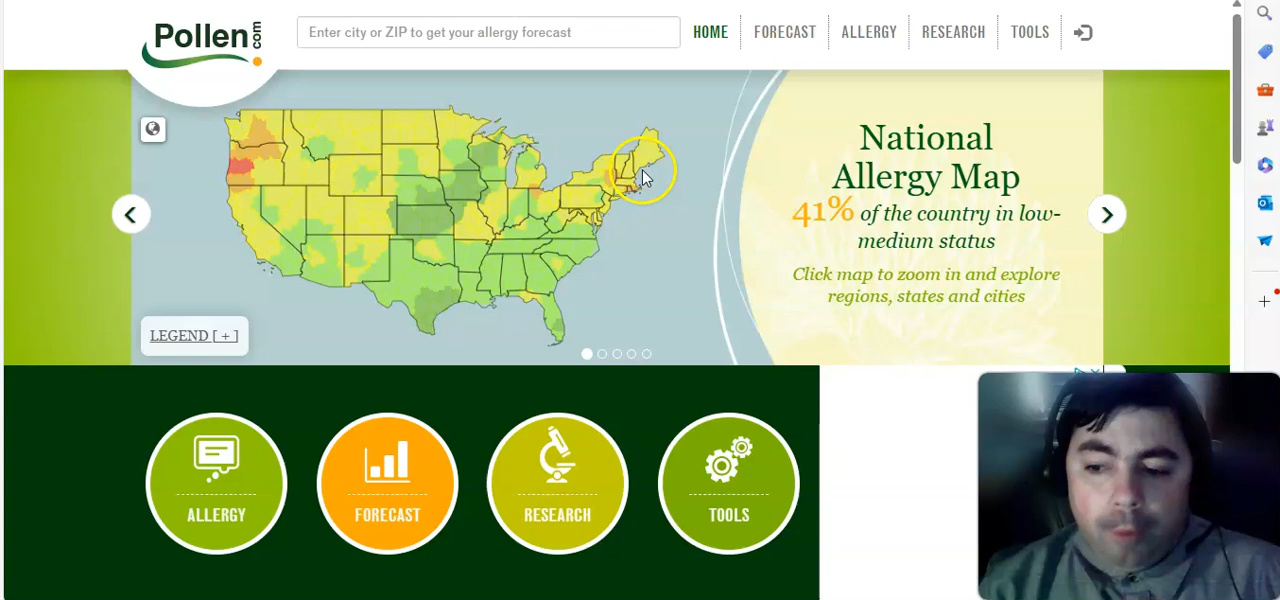 Pollen.com
Enter city or ZIP to get your allergy forecast
HOME
FORECAST
ALLERGY
RESEARCH
TOOLS
National
Allergy Map
41% of the country in low-
medium status
Click map to zoom in and explore
regions, states and cities
LEGEND [ + ]
ALLERGY
FORECAST
RESEARCH
TOOLS